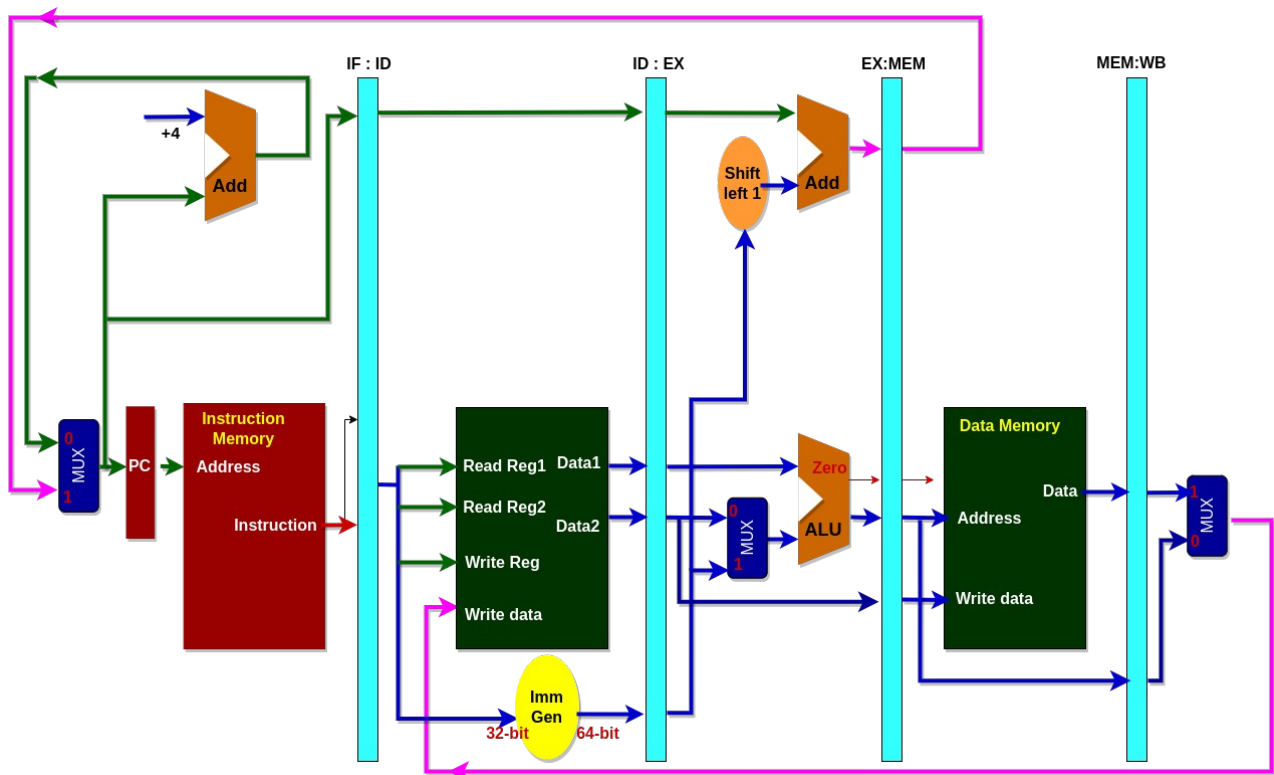 IF : ID
ID : EX
EX:MEM
MEM:WB
+4
Add
Shift
left 1
Add
0
MUX
1
PC
Instruction
Memory
Address
Instruction
Read Reg1
Data1
Read Reg2
Data2
Write Reg
Write data
Imm
Gen
32-bit
64-bit
0
MUX
1
Zero
ALU
Data Memory
Data
Address
Write data
1
MUX
0